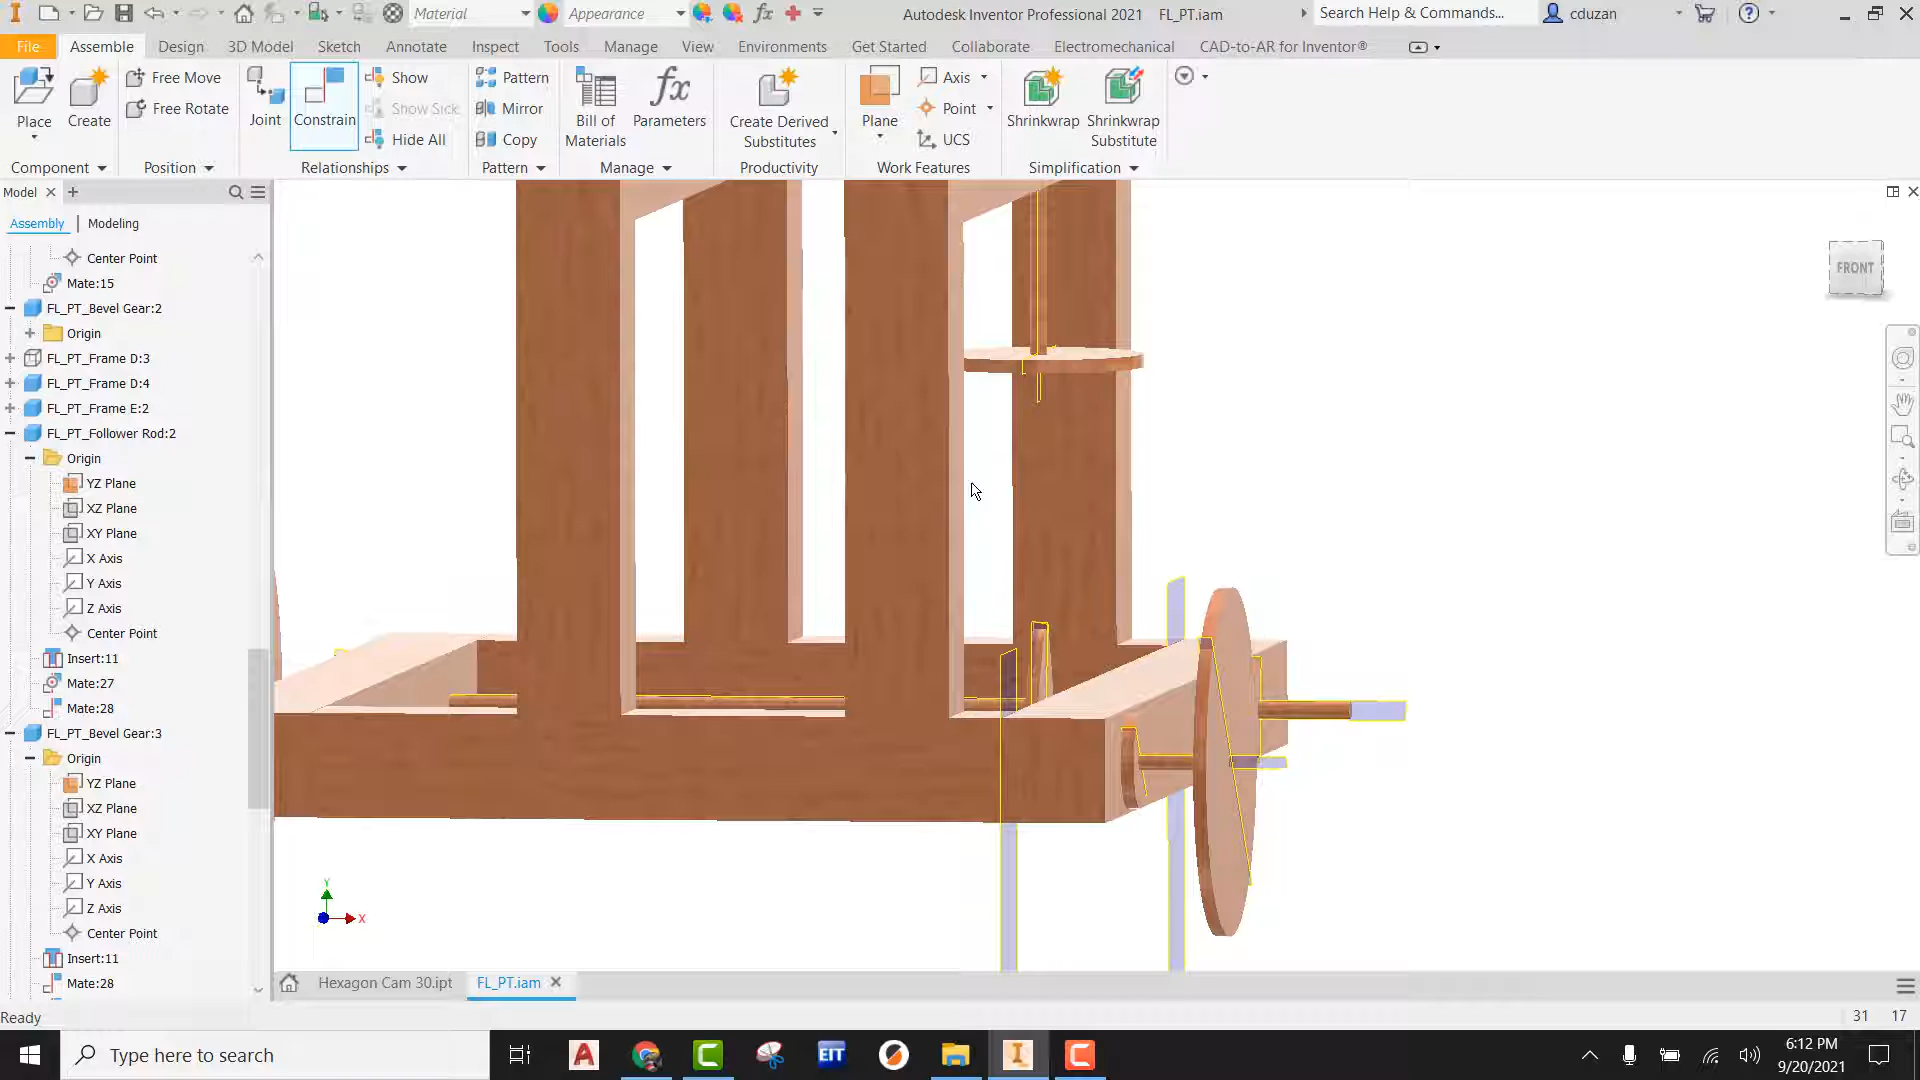 Material
Appearance
Autodesk Inventor Professional 2021 FL_PT.iam
Search Help & Commands...
cduzan
File Assemble Design 3D Model Sketch Annotate Inspect Tools Manage View Environments Get Started Collaborate Electromechanical CAD-to-AR for Inventor®
Place
Create
Free Move
Free Rotate
Joint
Constrain
Show
Show Sick
Hide All
Pattern
Mirror
Copy
Bill of
Materials
fx
Parameters
Create Derived
Substitutes
Plane
Axis
Point
UCS
Shrinkwrap
Shrinkwrap
Substitute
Component Position Relationships Pattern Manage Productivity Work Features Simplification
Model
Assembly Modeling
Center Point
Mate:15
FL_PT_Bevel Gear:2
Origin
FL_PT_Frame D:3
FL_PT_Frame D:4
FL_PT_Frame E:2
FL_PT_Follower Rod:2
Origin
YZ Plane
XZ Plane
XY Plane
X Axis
Y Axis
Z Axis
Center Point
Insert:11
Mate:27
Mate:28
FL_PT_Bevel Gear:3
Origin
YZ Plane
XZ Plane
XY Plane
X Axis
Y Axis
Z Axis
Center Point
Insert:11
Mate:28
FRONT
Y
X
Hexagon Cam 30.ipt FL_PT.iam
Ready
31 17
Type here to search
EIT
6:12 PM
9/20/2021